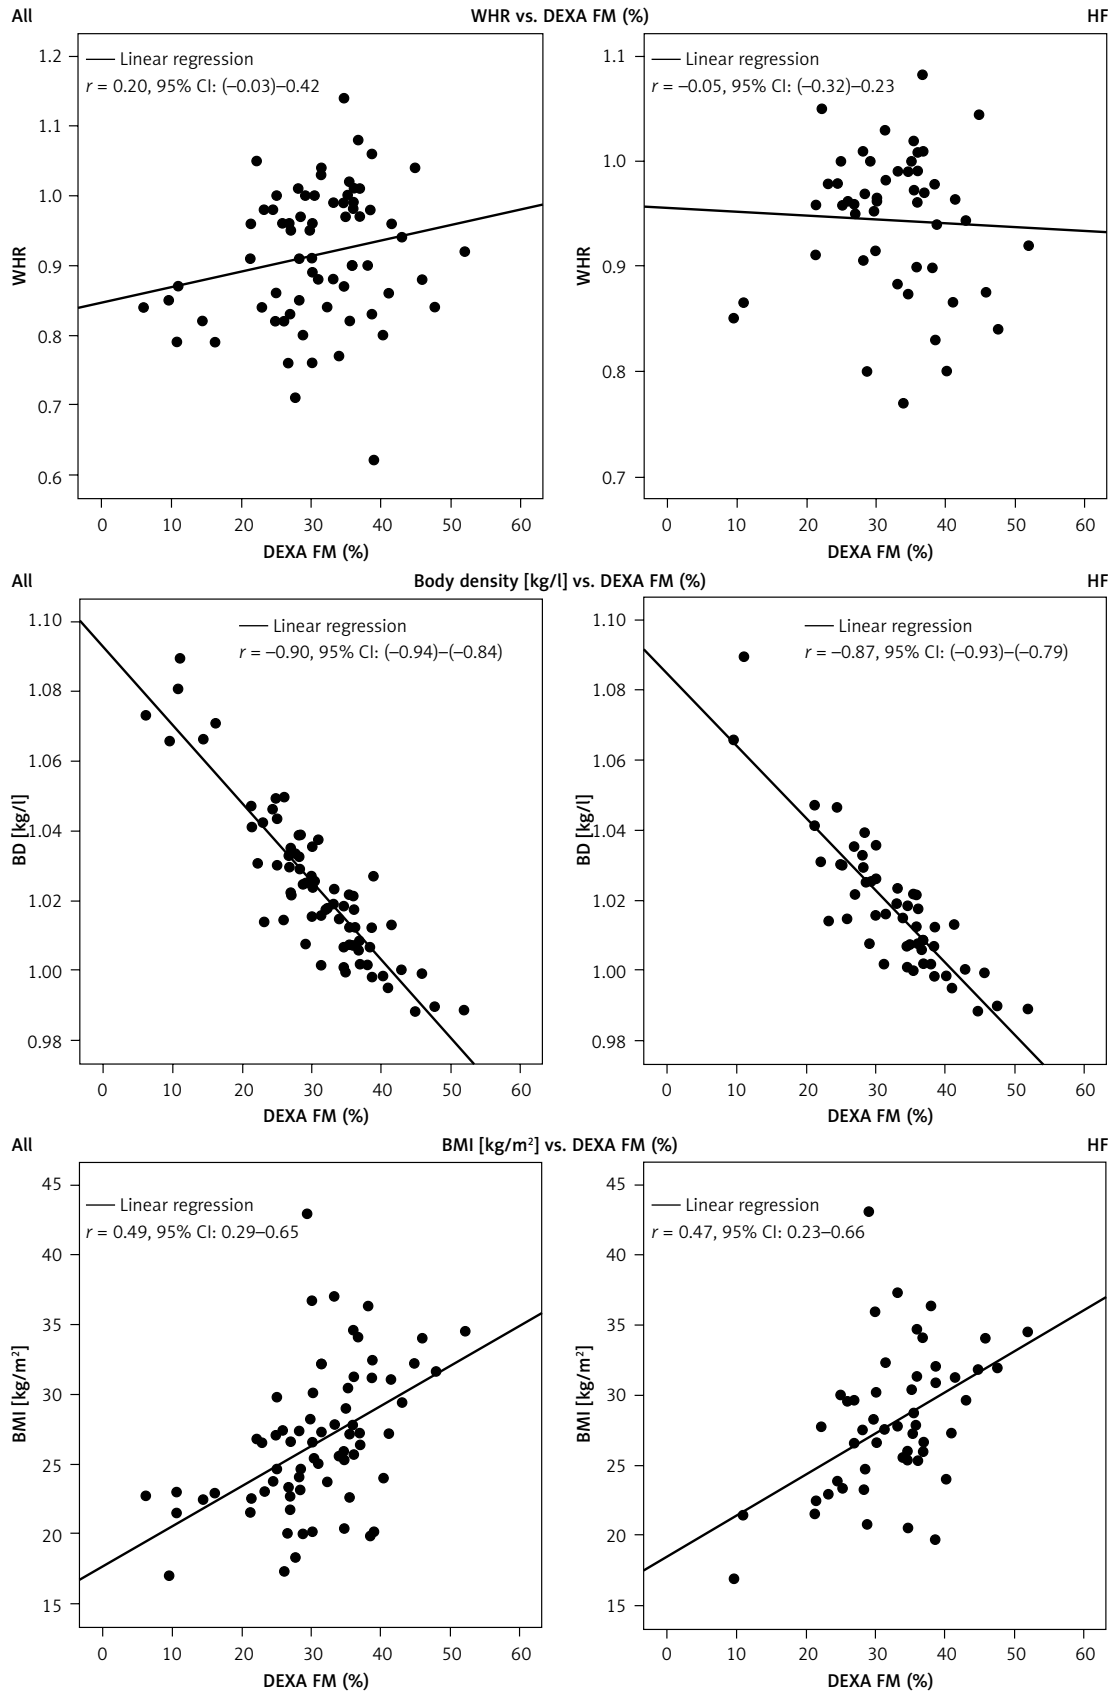 All WHR vs. DEXA FM (%) HF
Linear regression
r = 0.20, 95% CI: (–0.03)–0.42
1.2
1.1
1.0
0.9
0.8
0.7
0.6
WHR
0 10 20 30 40 50 60
DEXA FM (%)
Linear regression
r = –0.05, 95% CI: (–0.32)–0.23
1.1
1.0
0.9
0.8
0.7
WHR
0 10 20 30 40 50 60
DEXA FM (%)
All Body density [kg/l] vs. DEXA FM (%) HF
Linear regression
r = –0.90, 95% CI: (–0.94)–(–0.84)
1.10
1.08
1.06
1.04
1.02
1.00
0.98
BD [kg/l]
0 10 20 30 40 50 60
DEXA FM (%)
Linear regression
r = –0.87, 95% CI: (–0.93)–(–0.79)
1.10
1.08
1.06
1.04
1.02
1.00
0.98
BD [kg/l]
0 10 20 30 40 50 60
DEXA FM (%)
All BMI [kg/m²] vs. DEXA FM (%) HF
Linear regression
r = 0.49, 95% CI: 0.29–0.65
45
40
35
30
25
20
15
BMI [kg/m²]
0 10 20 30 40 50 60
DEXA FM (%)
Linear regression
r = 0.47, 95% CI: 0.23–0.66
45
40
35
30
25
20
15
BMI [kg/m²]
0 10 20 30 40 50 60
DEXA FM (%)